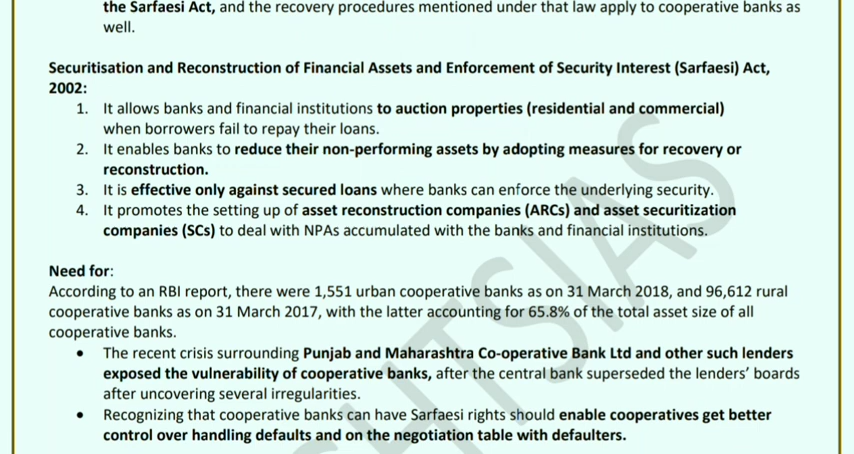 the Sarfaesi Act, and the recovery procedures mentioned under that law apply to cooperative banks as
well.
Securitisation and Reconstruction of Financial Assets and Enforcement of Security Interest (Sarfaesi) Act,
2002:
1. It allows banks and financial institutions to auction properties (residential and commercial)
when borrowers fail to repay their loans.
2. It enables banks to reduce their non-performing assets by adopting measures for recovery or
reconstruction.
3. It is effective only against secured loans where banks can enforce the underlying security.
4. It promotes the setting up of asset reconstruction companies (ARCs) and asset securitization
companies (SCs) to deal with NPAs accumulated with the banks and financial institutions.
Need for:
According to an RBI report, there were 1,551 urban cooperative banks as on 31 March 2018, and 96,612 rural
cooperative banks as on 31 March 2017, with the latter accounting for 65.8% of the total asset size of all
cooperative banks.
• The recent crisis surrounding Punjab and Maharashtra Co-operative Bank Ltd and other such lenders
exposed the vulnerability of cooperative banks, after the central bank superseded the lenders’ boards
after uncovering several irregularities.
• Recognizing that cooperative banks can have Sarfaesi rights should enable cooperatives get better
control over handling defaults and on the negotiation table with defaulters.
HTSIAS